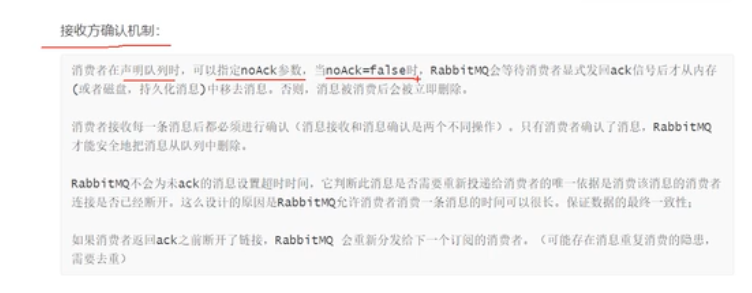 接收方确认机制：
消费者在声明队列时，可以指定noAck参数，当noAck=false时，RabbitMQ会等待消费者显式发回ack信号后才从内存
(或者磁盘，持久化消息)中移去消息。否则，消息被消费后会被立即删除。
消费者接收每一条消息后都必须进行确认（消息接收和消息确认是两个不同操作）。只有消费者确认了消息，RabbitMQ
才能安全地把消息从队列中删除。
RabbitMQ不会为未ack的消息设置超时时间，它判断此消息是否需要重新投递给消费者的唯一依据是消费该消息的消费者
连接是否已经断开。这么设计的原因是RabbitMQ允许消费者消费一条消息的时间可以很长。保证数据的最终一致性；
如果消费者返回ack之前断开了链接，RabbitMQ 会重新分发给下一个订阅的消费者。（可能存在消息重复消费的隐患，
需要去重）